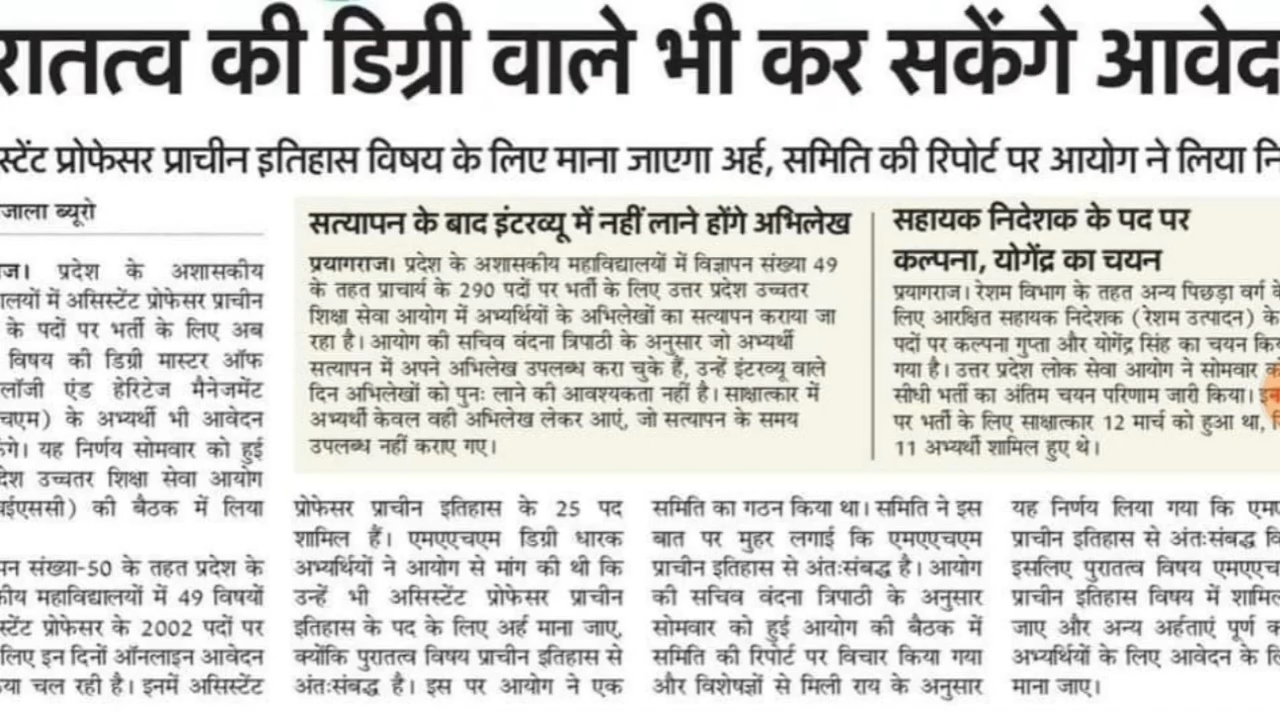 रातत्व की डिग्री वाले भी कर सकेंगे आवेद
स्टेंट प्रोफेसर प्राचीन इतिहास विषय के लिए माना जाएगा अर्ह, समिति की रिपोर्ट पर आयोग ने लिया नि
जाला ब्यूरो
ज। प्रदेश के अशासकीय
ालयों में असिस्टेंट प्रोफेसर प्राचीन
के पदों पर भर्ती के लिए अब
विषय की डिग्री मास्टर ऑफ
लॉजी एंड हेरिटेज मैनेजमेंट
चएम) के अभ्यर्थी भी आवेदन
केंगे। यह निर्णय सोमवार को हुई
देश उच्चतर शिक्षा सेवा आयोग
ईएससी) की बैठक में लिया
पन संख्या-50 के तहत प्रदेश के
कीय महाविद्यालयों में 49 विषयों
स्टेंट प्रोफेसर के 2002 पदों पर
लिए इन दिनों ऑनलाइन आवेदन
या चल रही है। इनमें असिस्टेंट
सत्यापन के बाद इंटरव्यू में नहीं लाने होंगे अभिलेख
प्रयागराज। प्रदेश के अशासकीय महाविद्यालयों में विज्ञापन संख्या 49
के तहत प्राचार्य के 290 पदों पर भर्ती के लिए उत्तर प्रदेश उच्चतर
शिक्षा सेवा आयोग में अभ्यर्थियों के अभिलेखों का सत्यापन कराया जा
रहा है। आयोग की सचिव वंदना त्रिपाठी के अनुसार जो अभ्यर्थी
सत्यापन में अपने अभिलेख उपलब्ध करा चुके हैं, उन्हें इंटरव्यू वाले
दिन अभिलेखों को पुनः लाने की आवश्यकता नहीं है। साक्षात्कार में
अभ्यर्थी केवल वही अभिलेख लेकर आएं, जो सत्यापन के समय
उपलब्ध नहीं कराए गए।
सहायक निदेशक के पद पर
कल्पना, योगेंद्र का चयन
प्रयागराज। रेशम विभाग के तहत अन्य पिछड़ा वर्ग के
लिए आरक्षित सहायक निदेशक (रेशम उत्पादन) के
पदों पर कल्पना गुप्ता और योगेंद्र सिंह का चयन किय
गया है। उत्तर प्रदेश लोक सेवा आयोग ने सोमवार क
सीधी भर्ती का अंतिम चयन परिणाम जारी किया। इन
पर भर्ती के लिए साक्षात्कार 12 मार्च को हुआ था,
11 अभ्यर्थी शामिल हुए थे।
प्रोफेसर प्राचीन इतिहास के 25 पद
शामिल हैं। एमएएचएम डिग्री धारक
अभ्यर्थियों ने आयोग से मांग की थी कि
उन्हें भी असिस्टेंट प्रोफेसर प्राचीन
इतिहास के पद के लिए अर्ह माना जाए,
क्योंकि पुरातत्व विषय प्राचीन इतिहास से
अंतःसंबद्ध है। इस पर आयोग ने एक
समिति का गठन किया था। समिति ने इस
बात पर मुहर लगाई कि एमएएचएम
प्राचीन इतिहास से अंतःसंबद्ध है। आयोग
की सचिव वंदना त्रिपाठी के अनुसार
सोमवार को हुई आयोग की बैठक में
समिति की रिपोर्ट पर विचार किया गया
और विशेषज्ञों से मिली राय के अनुसार
यह निर्णय लिया गया कि एमए
प्राचीन इतिहास से अंतःसंबद्ध वि
इसलिए पुरातत्व विषय एमएएच
प्राचीन इतिहास विषय में शामिल
जाए और अन्य अर्हताएं पूर्ण क
अभ्यर्थियों के लिए आवेदन के लि
माना जाए।